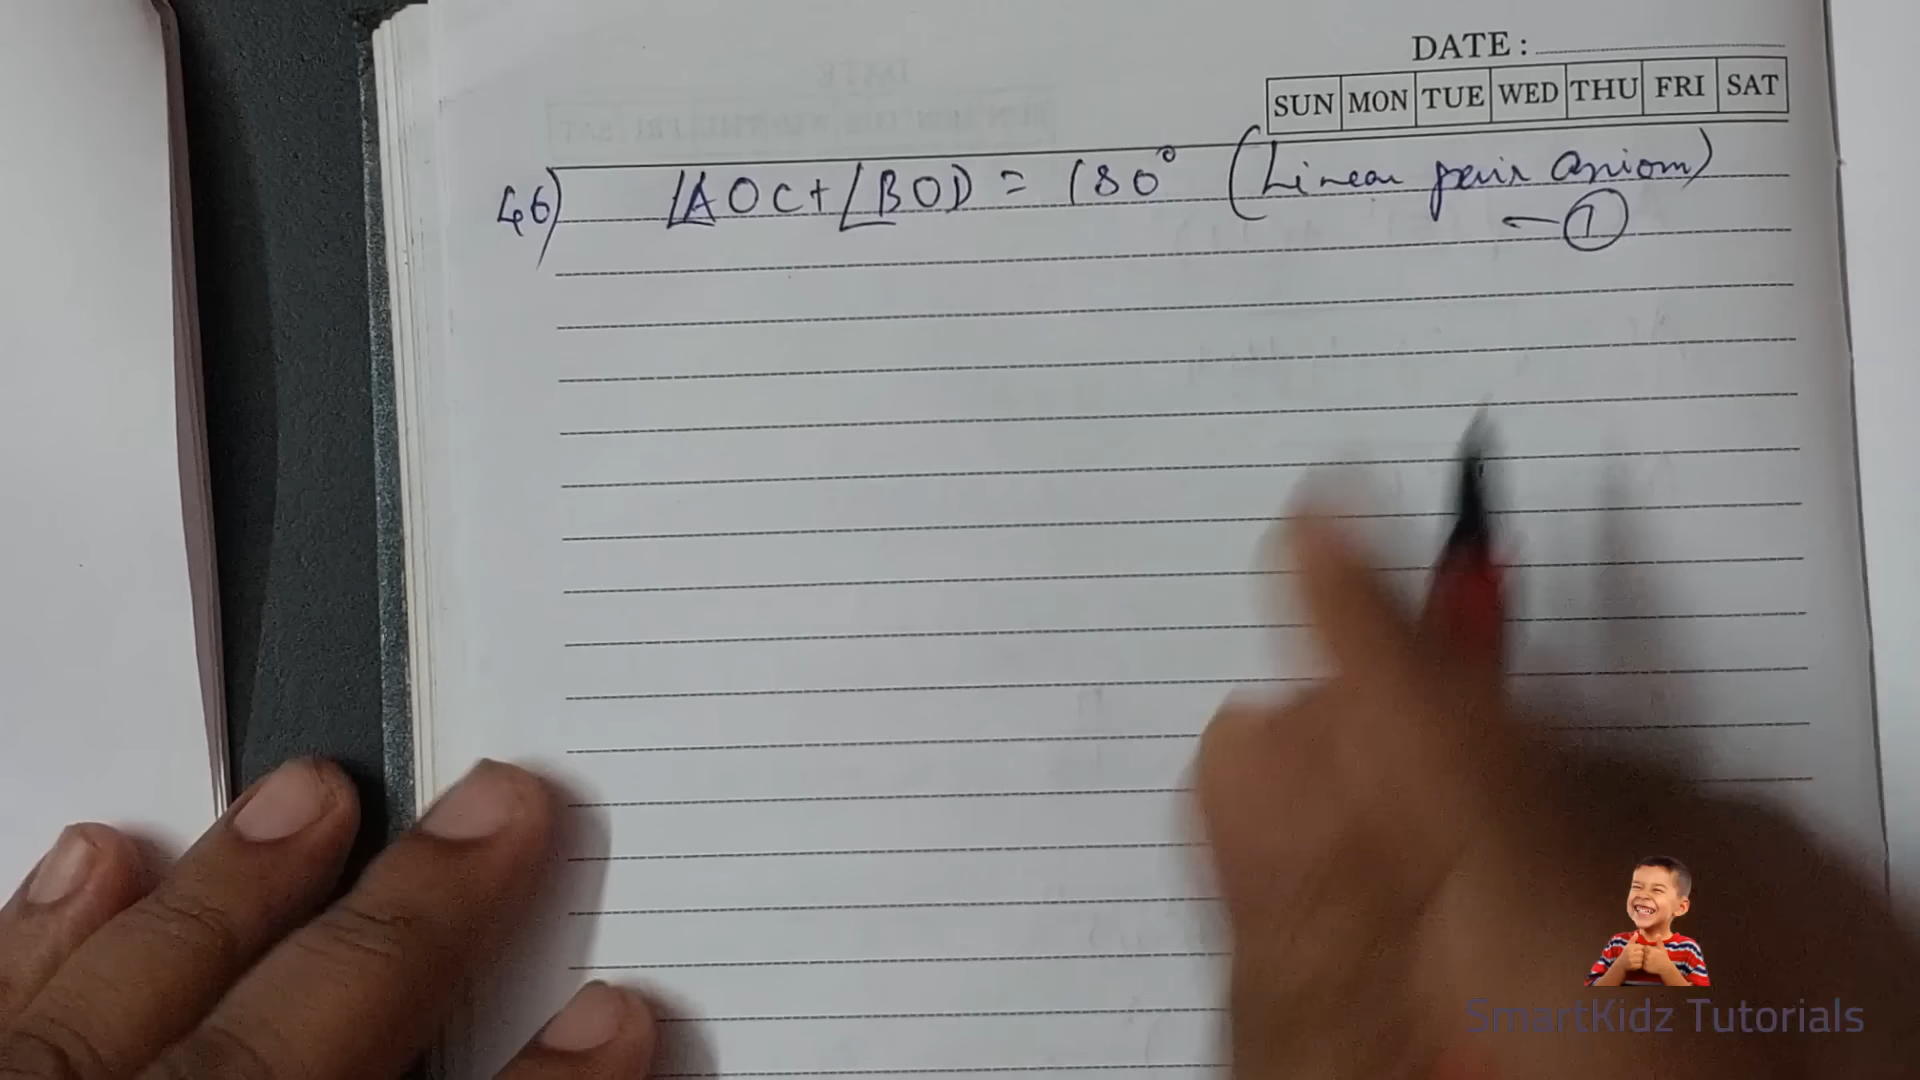 DATE :
SUN MON TUE WED THU FRI SAT
46) ∠AOC + ∠BOD = 180° (Linear pair axiom)
— ①
SmartKidz Tutorials